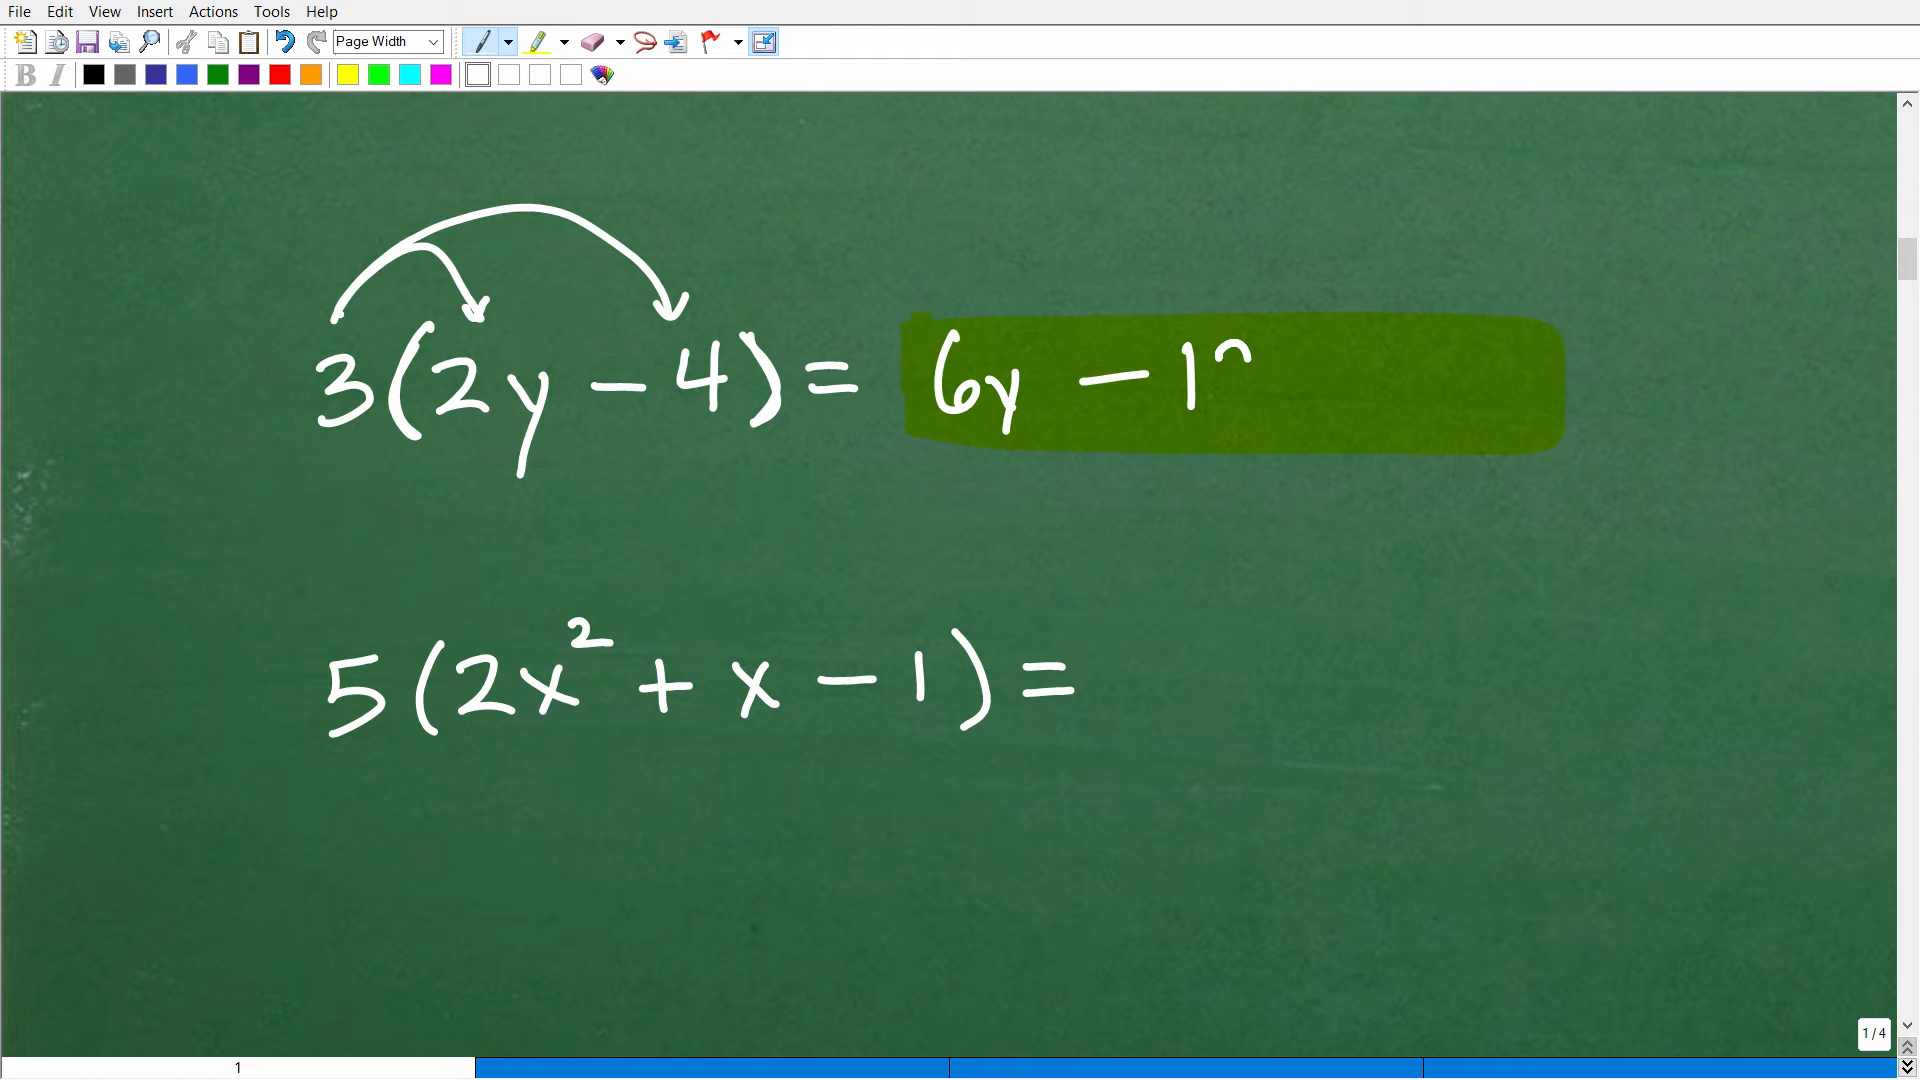 File Edit View Insert Actions Tools Help
Page Width
B I
3(2y - 4) = 6y - 1
5(2x² + x - 1) =
1 / 4
1